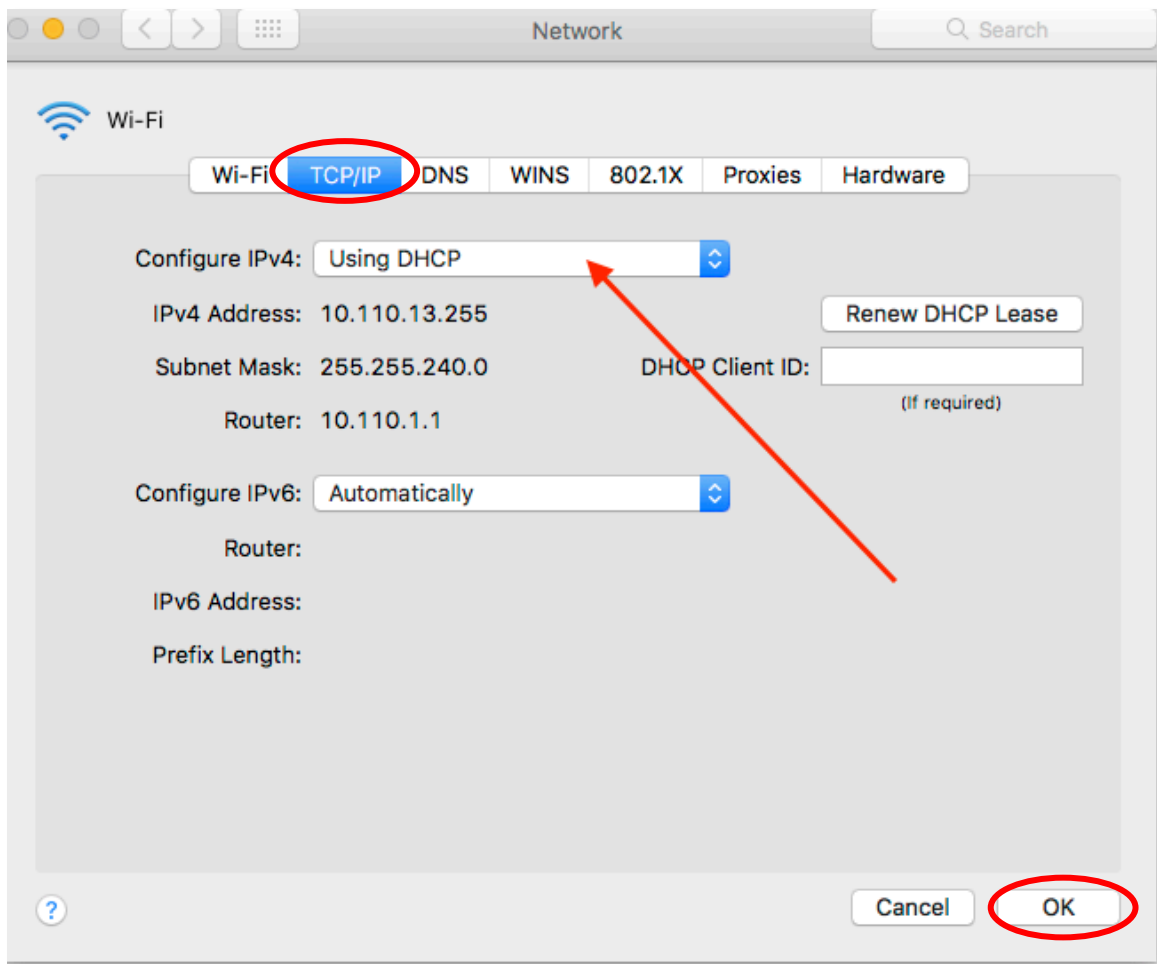 Network
Search
Wi-Fi
Wi-Fi TCP/IP DNS WINS 802.1X Proxies Hardware
Configure IPv4: Using DHCP
IPv4 Address: 10.110.13.255 Renew DHCP Lease
Subnet Mask: 255.255.240.0 DHCP Client ID:
(If required)
Router: 10.110.1.1
Configure IPv6: Automatically
Router:
IPv6 Address:
Prefix Length:
? Cancel OK